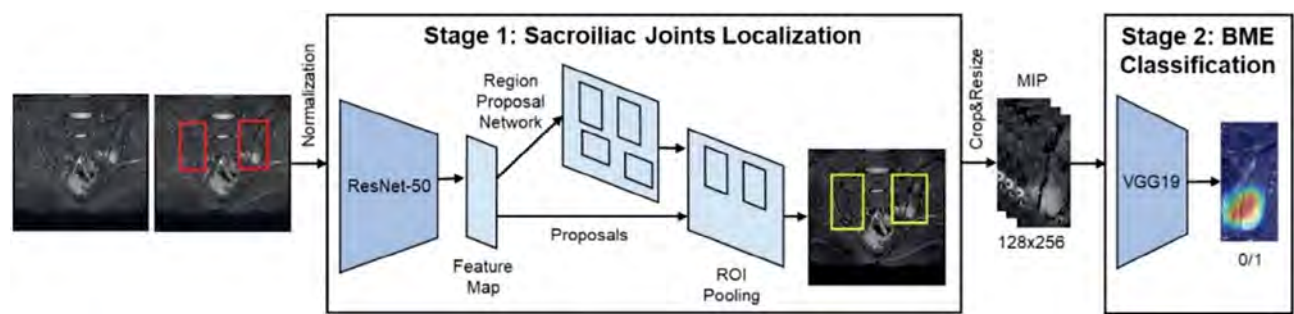 Normalization
Stage 1: Sacroiliac Joints Localization
ResNet-50
Feature
Map
Region
Proposal
Network
Proposals
ROI
Pooling
Crop&Resize
MIP
128x256
Stage 2: BME
Classification
VGG19
0/1